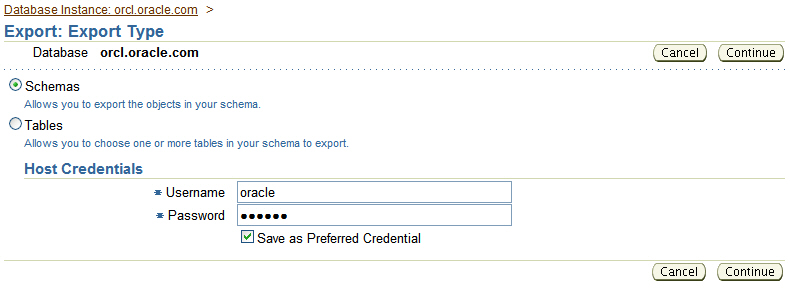 Database Instance: orcl.oracle.com >
Export: Export Type
Database orcl.oracle.com Cancel Continue
Schemas
Allows you to export the objects in your schema.
Tables
Allows you to choose one or more tables in your schema to export.
Host Credentials
* Username oracle
* Password ●●●●●●
Save as Preferred Credential
Cancel Continue